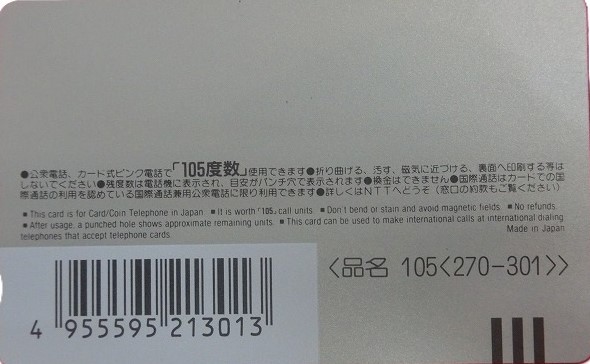 ●公衆電話、カード式ピンク電話で「105度数」使用できます●折り曲げる、汚す、磁気に近づける、裏面へ印刷する等は
しないでください●残度数は電話機に表示され、目安がパンチ穴で表示されます●換金はできません●国際通話はカードでの国
際通話の利用を認めている国際通話兼用公衆電話に限り利用できます●詳しくはNTTへどうぞ（窓口の約款もご覧ください）
■This card is for Card/Coin Telephone in Japan ■It is worth「105」call units. ■Don't bend or stain and avoid magnetic fields. ■No refunds.
■After usage, a punched hole shows approximate remaining units. ■This card can be used to make international calls at international dialing
telephones that accept telephone cards. Made in Japan
〈品名 105〈270-301〉〉
4 955595 213013